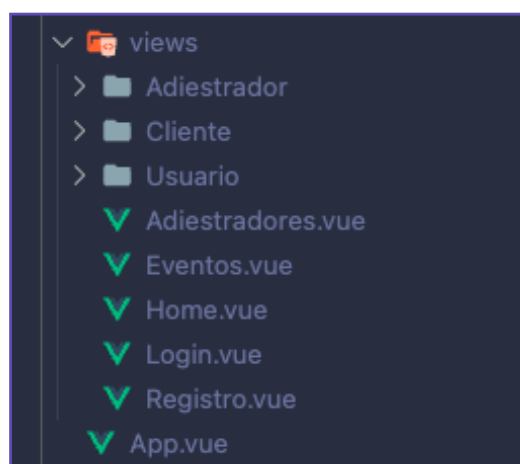 views
Adiestrador
Cliente
Usuario
Adiestradores.vue
Eventos.vue
Home.vue
Login.vue
Registro.vue
App.vue